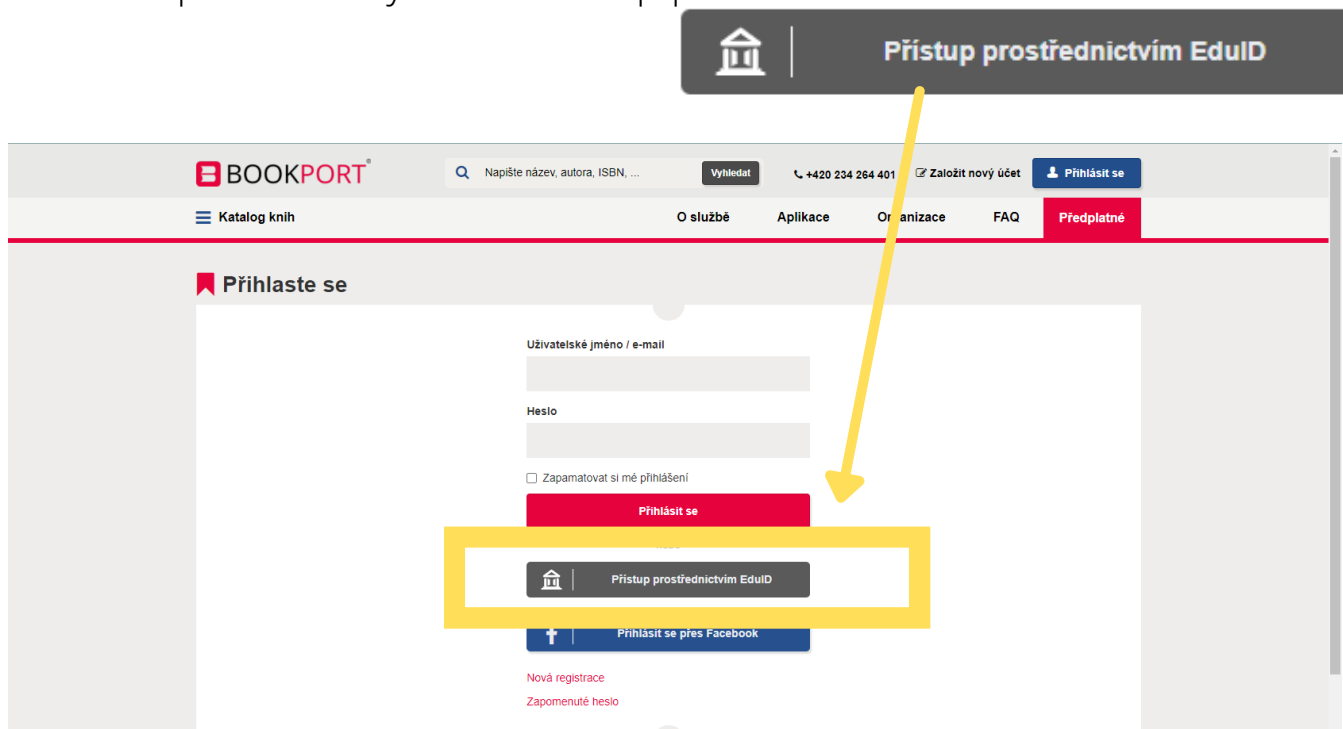 Přístup prostřednictvím EduID
BOOKPORT®
Napište název, autora, ISBN, ...
Vyhledat
+420 234 264 401
Založit nový účet
Přihlásit se
Katalog knih
O službě
Aplikace
Organizace
FAQ
Předplatné
Přihlaste se
Uživatelské jméno / e-mail
Heslo
Zapamatovat si mé přihlášení
Přihlásit se
Přístup prostřednictvím EduID
Přihlásit se přes Facebook
Nová registrace
Zapomenuté heslo